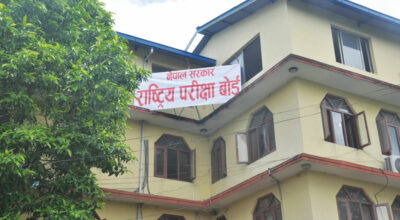 नेपाल सरकार
राष्ट्रिय परीक्षा बोर्ड